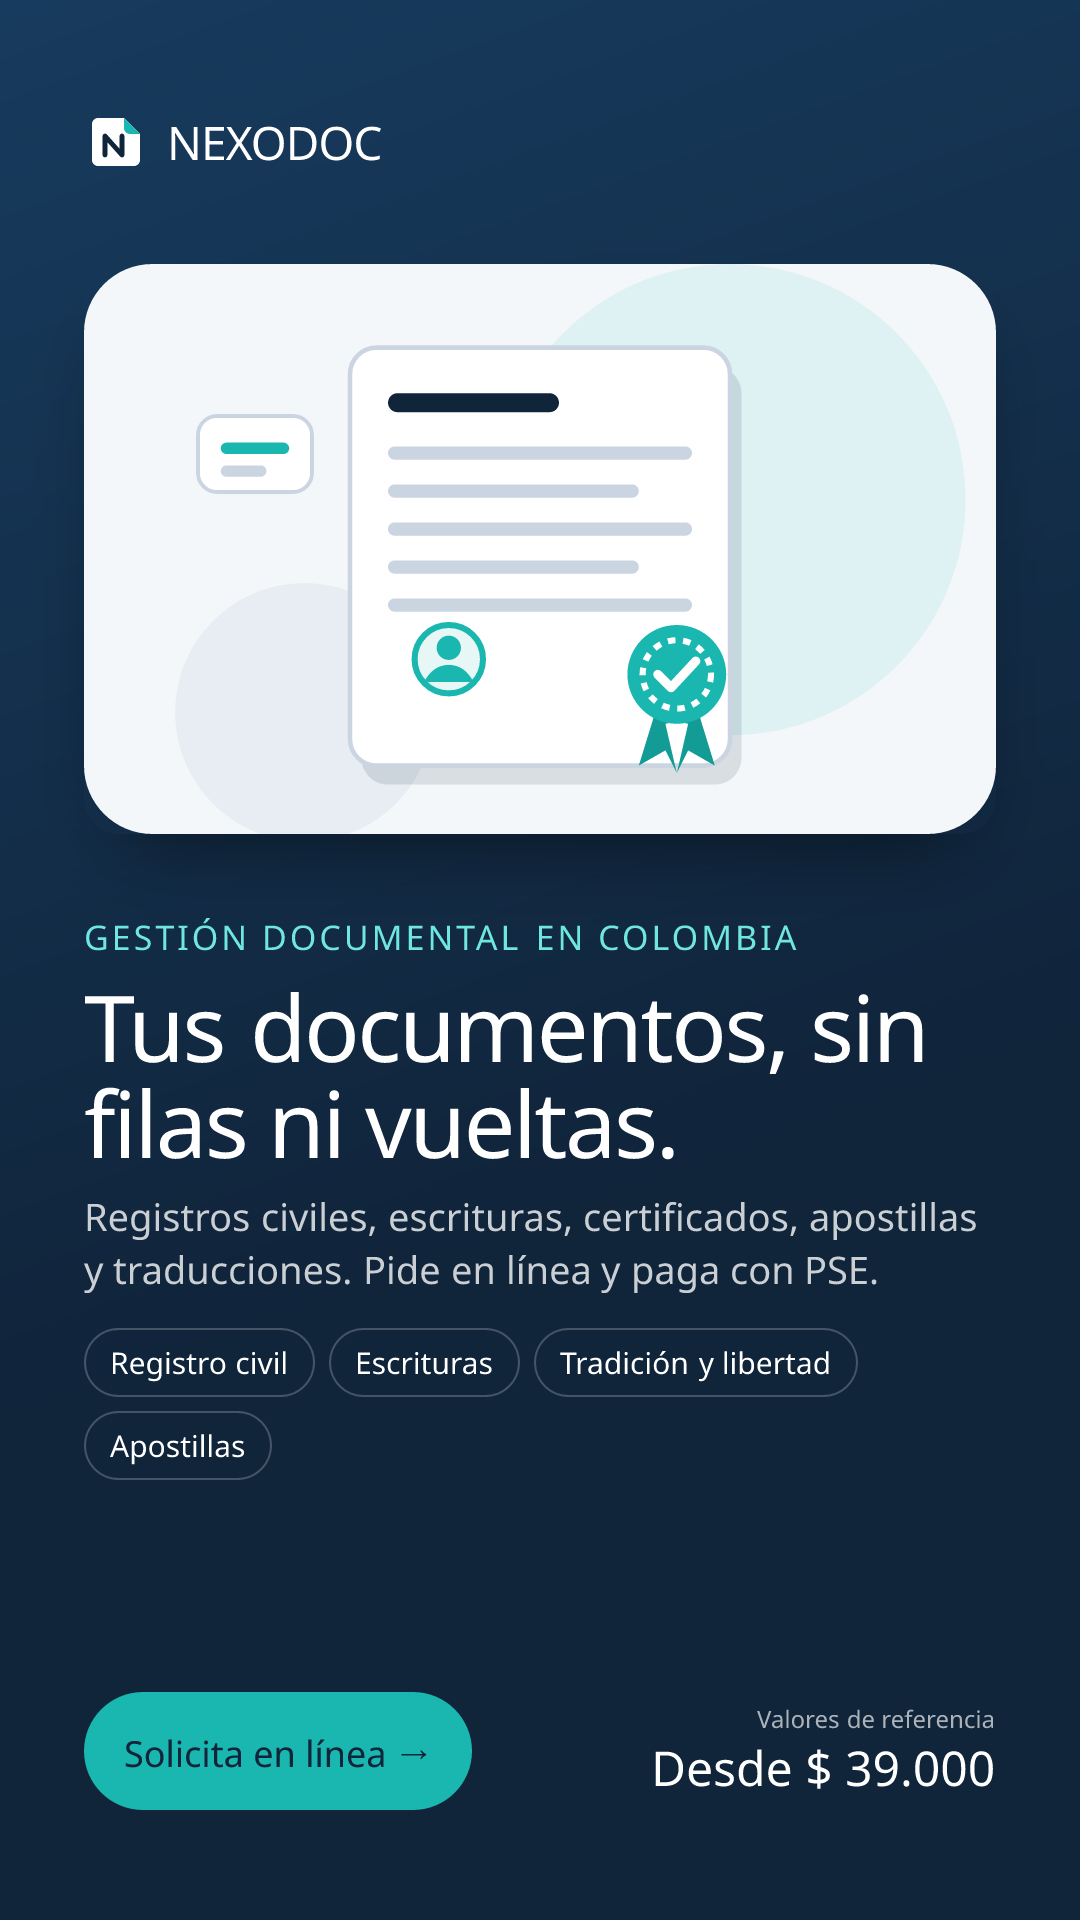 NEXODOC
GESTIÓN DOCUMENTAL EN COLOMBIA
Tus documentos, sin
filas ni vueltas.
Registros civiles, escrituras, certificados, apostillas
y traducciones. Pide en línea y paga con PSE.
Registro civil
Escrituras
Tradición y libertad
Apostillas
Solicita en línea →
Valores de referencia
Desde $ 39.000